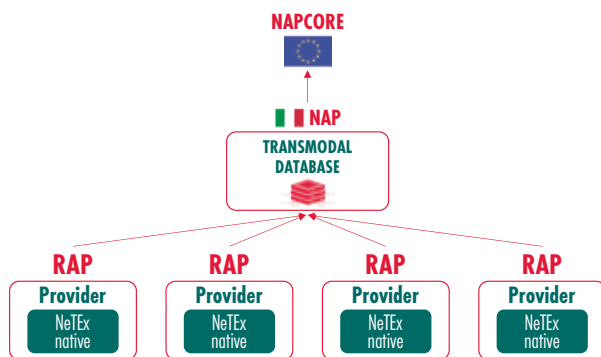 NAPCORE
NAP
TRANSMODAL
DATABASE
RAP RAP RAP RAP
Provider Provider Provider Provider
NeTEx NeTEx NeTEx NeTEx
native native native native